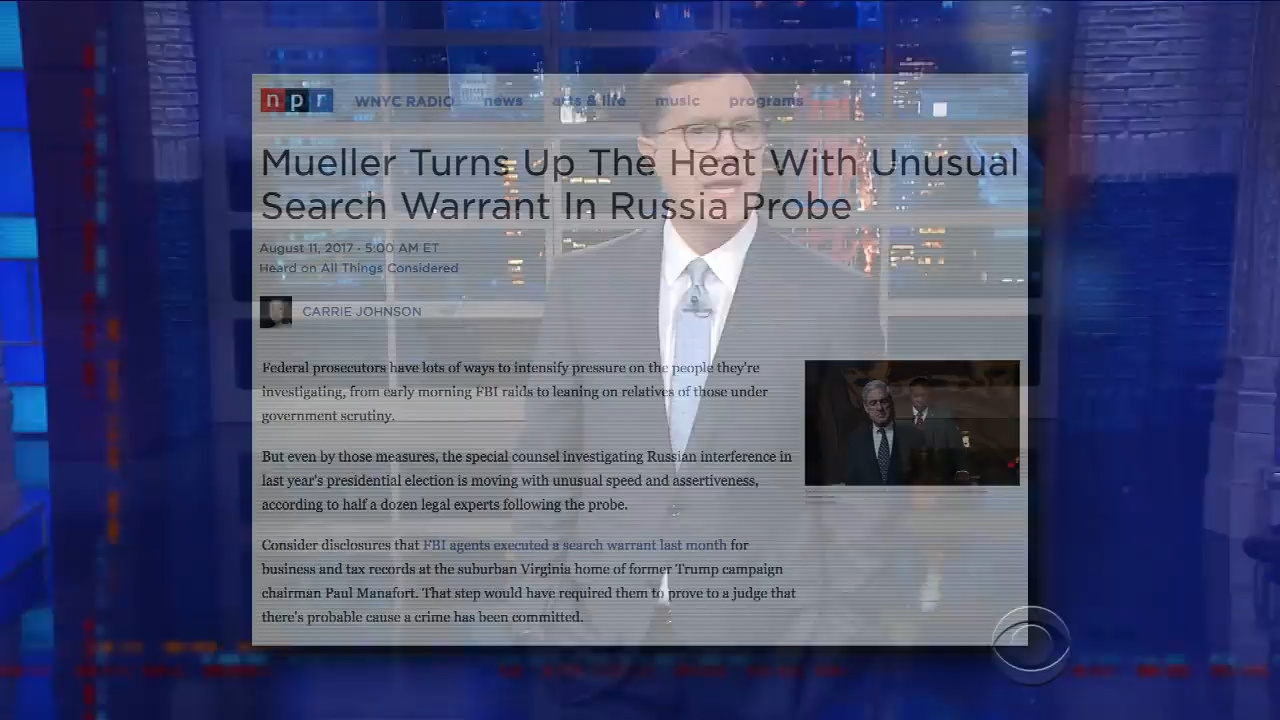 npr WNYC RADIO news arts & life music programs
Mueller Turns Up The Heat With Unusual
Search Warrant In Russia Probe
August 11, 2017 · 5:00 AM ET
Heard on All Things Considered
CARRIE JOHNSON
Federal prosecutors have lots of ways to intensify pressure on the people they're
investigating, from early morning FBI raids to leaning on relatives of those under
government scrutiny.
But even by those measures, the special counsel investigating Russian interference in
last year's presidential election is moving with unusual speed and assertiveness,
according to half a dozen legal experts following the probe.
Consider disclosures that FBI agents executed a search warrant last month for
business and tax records at the suburban Virginia home of former Trump campaign
chairman Paul Manafort. That step would have required them to prove to a judge that
there's probable cause a crime has been committed.